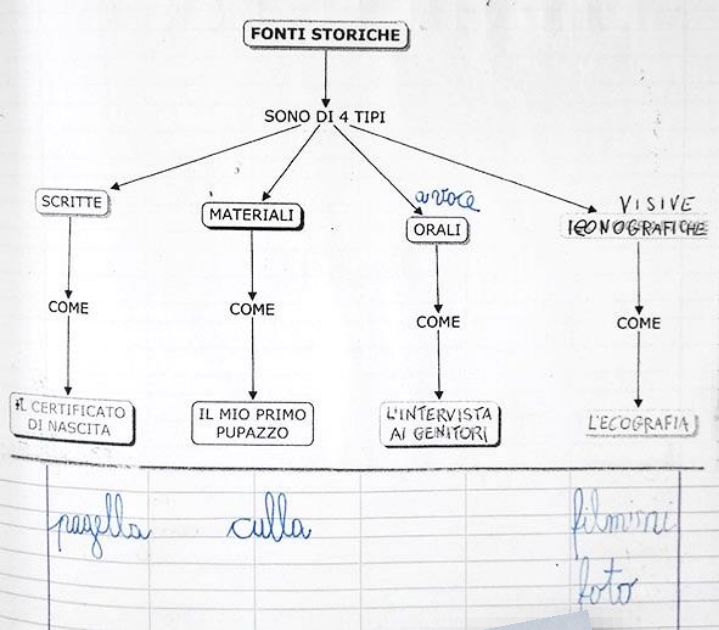 FONTI STORICHE
SONO DI 4 TIPI
SCRITTE
MATERIALI
a voce
ORALI
VISIVE
ICONOGRAFICHE
COME
COME
COME
COME
IL CERTIFICATO
DI NASCITA
IL MIO PRIMO
PUPAZZO
L'INTERVISTA
AI GENITORI
L'ECOGRAFIA
pagella
culla
filmini
foto